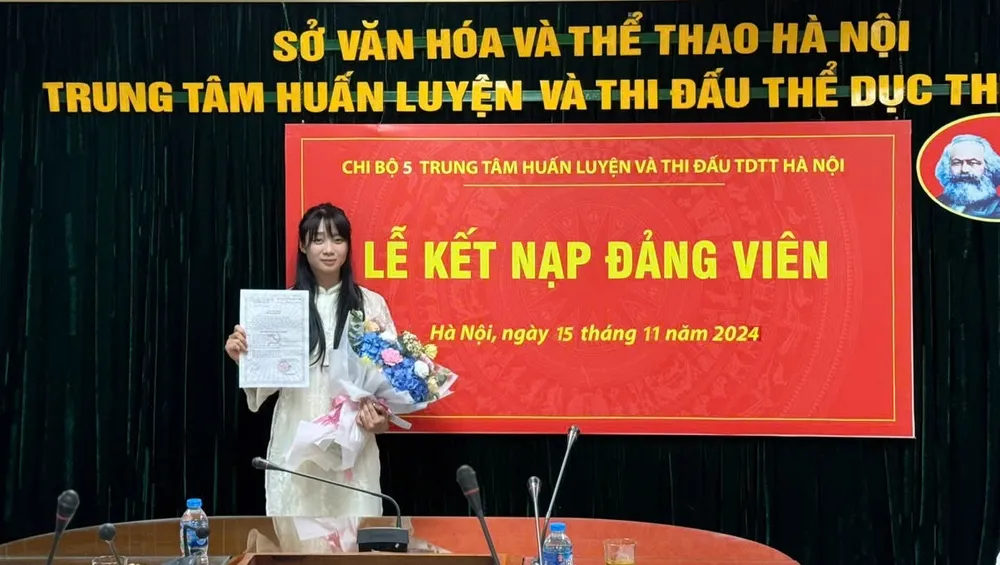 SỞ VĂN HÓA VÀ THỂ THAO HÀ NỘI
TRUNG TÂM HUẤN LUYỆN VÀ THI ĐẤU THỂ DỤC TH
CHI BỘ 5 TRUNG TÂM HUẤN LUYỆN VÀ THI ĐẤU TDTT HÀ NỘI
LỄ KẾT NẠP ĐẢNG VIÊN
Hà Nội, ngày 15 tháng 11 năm 2024